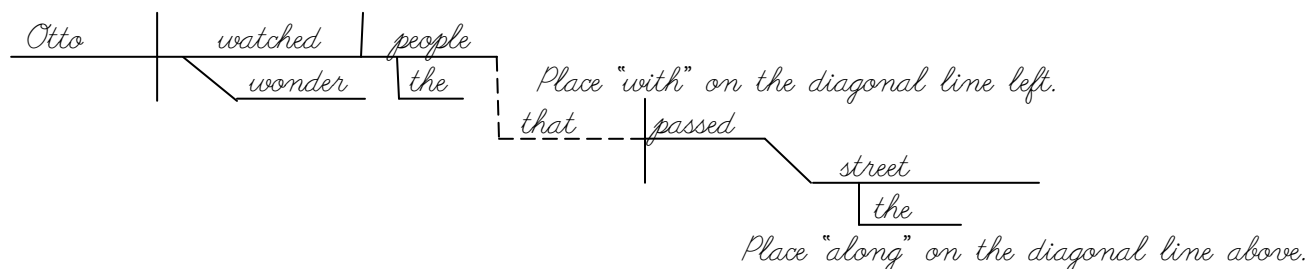 Otto watched people
wonder the
Place "with" on the diagonal line left.
that passed
street
the
Place "along" on the diagonal line above.